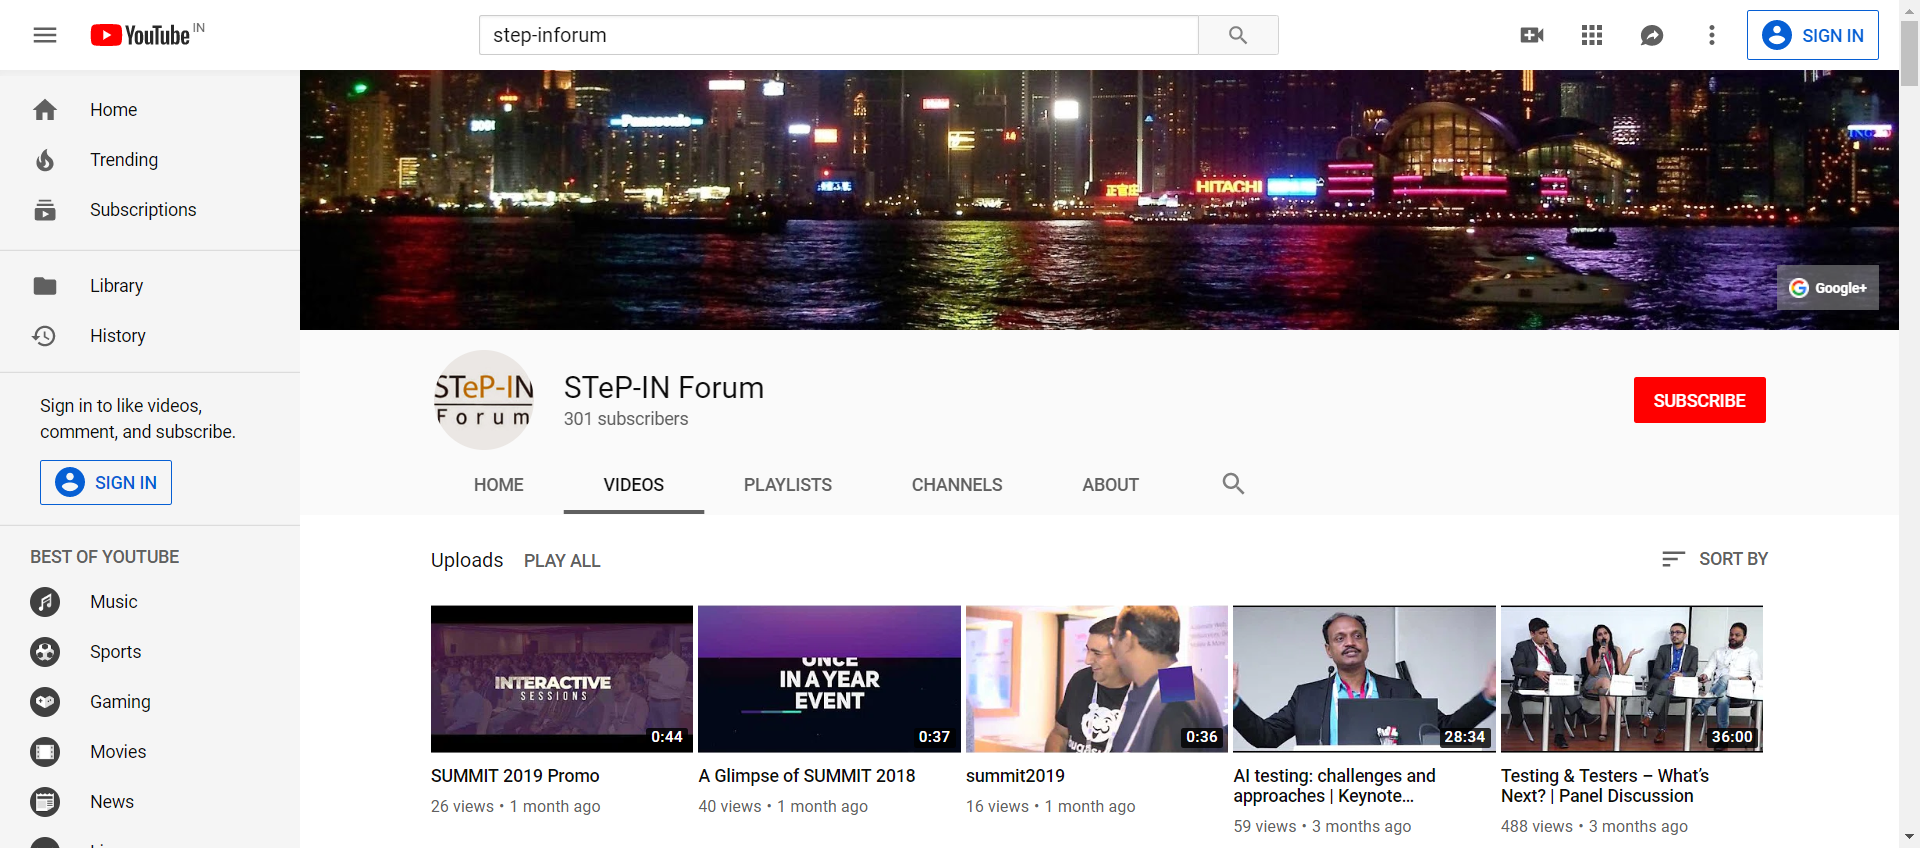 YouTube IN
step-inforum
SIGN IN
Home
Trending
Subscriptions
Library
History
Sign in to like videos,
comment, and subscribe.
SIGN IN
BEST OF YOUTUBE
Music
Sports
Gaming
Movies
News
Panasonic
正官庄
HITACHI
ING
Google+
STeP-IN
Forum
STeP-IN Forum
301 subscribers
SUBSCRIBE
HOME
VIDEOS
PLAYLISTS
CHANNELS
ABOUT
Uploads
PLAY ALL
SORT BY
INTERACTIVE
SESSIONS
0:44
SUMMIT 2019 Promo
26 views • 1 month ago
ONCE
IN A YEAR
EVENT
0:37
A Glimpse of SUMMIT 2018
40 views • 1 month ago
0:36
summit2019
16 views • 1 month ago
28:34
AI testing: challenges and
approaches | Keynote...
59 views • 3 months ago
36:00
Testing & Testers – What's
Next? | Panel Discussion
488 views • 3 months ago